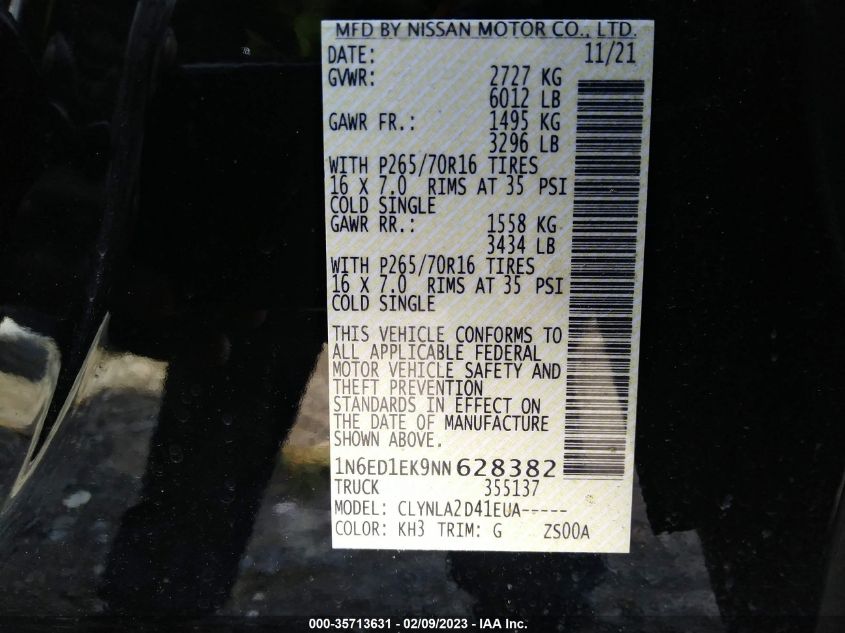 MFD BY NISSAN MOTOR CO., LTD.
DATE: 11/21
GVWR: 2727 KG
6012 LB
GAWR FR.: 1495 KG
3296 LB
WITH P265/70R16 TIRES
16 X 7.0 RIMS AT 35 PSI
COLD SINGLE
GAWR RR.: 1558 KG
3434 LB
WITH P265/70R16 TIRES
16 X 7.0 RIMS AT 35 PSI
COLD SINGLE
THIS VEHICLE CONFORMS TO
ALL APPLICABLE FEDERAL
MOTOR VEHICLE SAFETY AND
THEFT PREVENTION
STANDARDS IN EFFECT ON
THE DATE OF MANUFACTURE
SHOWN ABOVE.
1N6ED1EK9NN628382
TRUCK 355137
MODEL: CLYNLA2D41EUA-----
COLOR: KH3 TRIM: G ZS00A
000-35713631 - 02/09/2023 - IAA Inc.